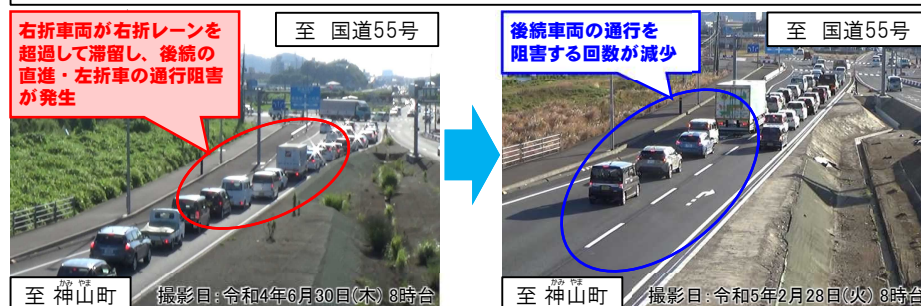 右折車両が右折レーンを
超過して滞留し、後続の
直進・左折車の通行阻害
が発生
至 国道55号
かみ やま
至 神山町
撮影日:令和4年6月30日(木) 8時台
後続車両の通行を
阻害する回数が減少
至 国道55号
かみ やま
至 神山町
撮影日:令和5年2月28日(火) 8時台